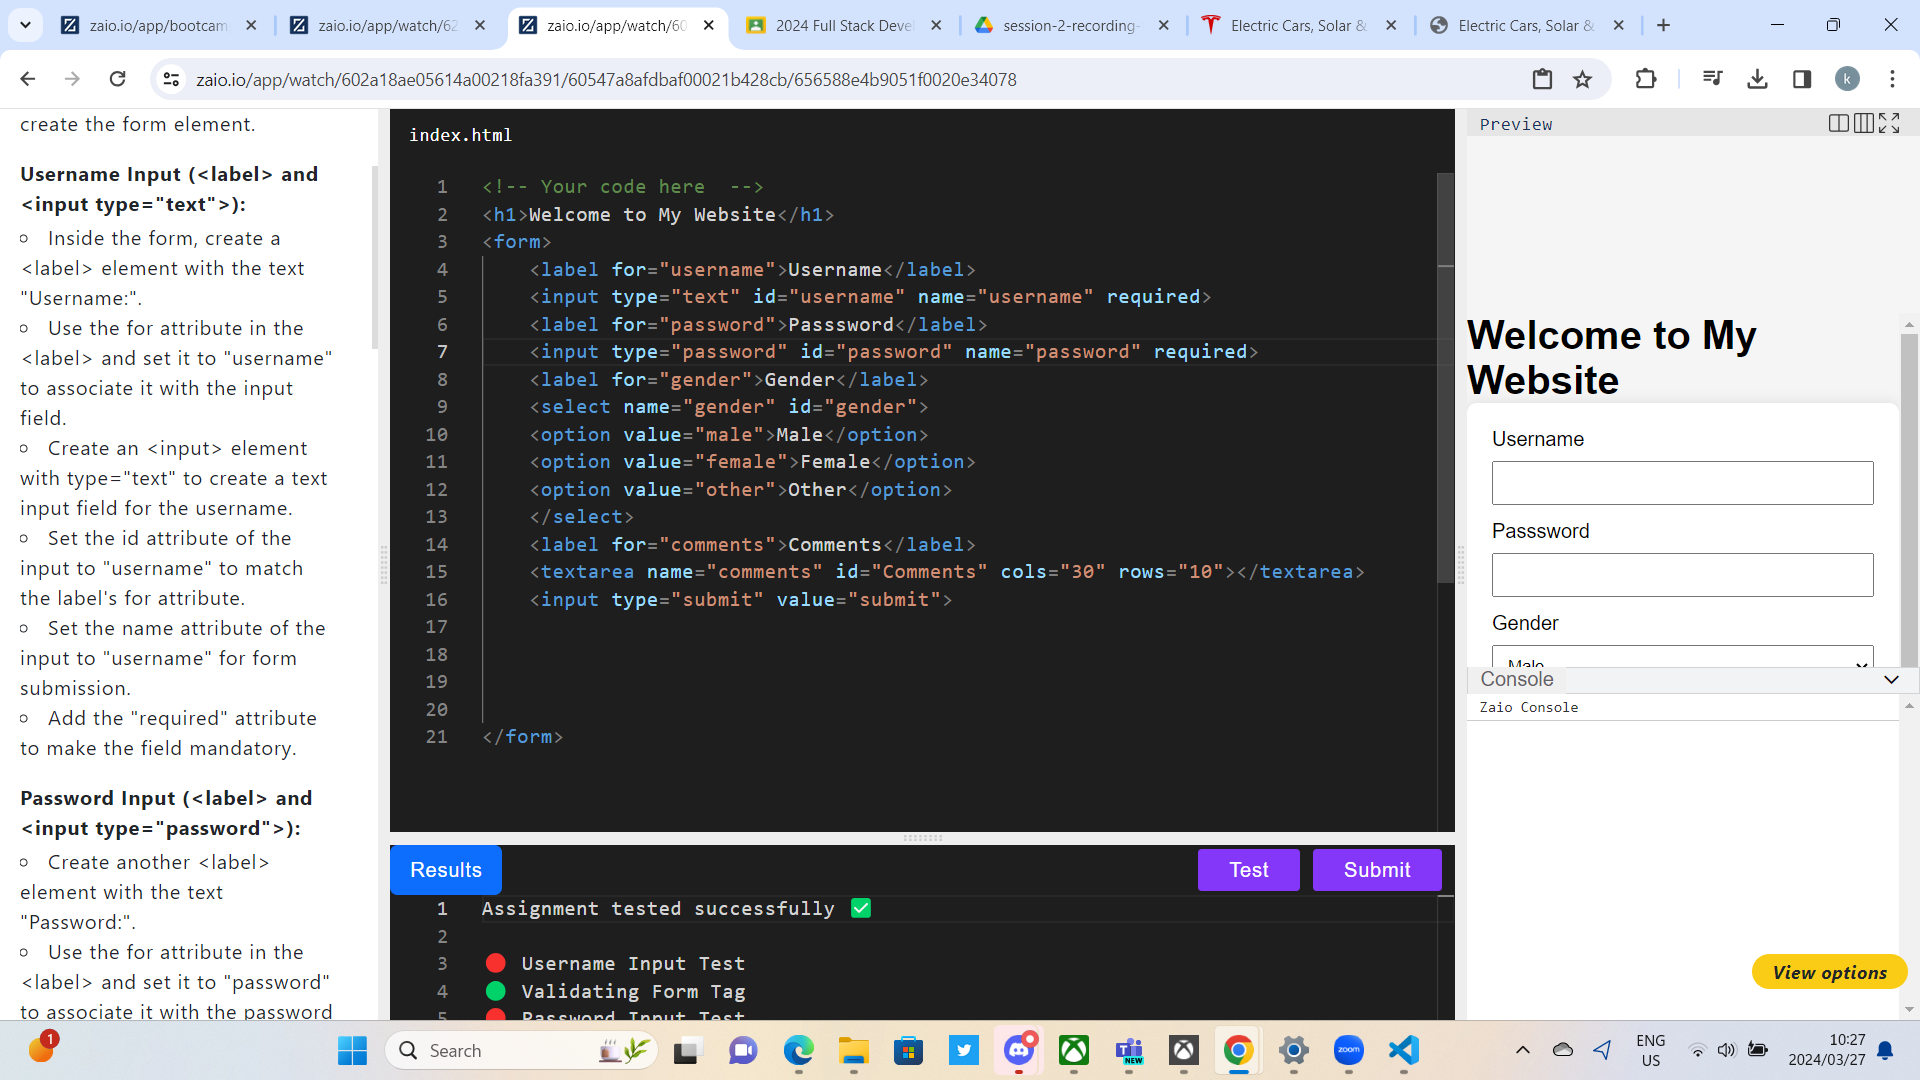 zaio.io/app/bootcam
zaio.io/app/watch/62
zaio.io/app/watch/60
2024 Full Stack Deve
session-2-recording-
Electric Cars, Solar &
Electric Cars, Solar &
zaio.io/app/watch/602a18ae05614a00218fa391/60547a8afdbaf00021b428cb/656588e4b9051f0020e34078
k
create the form element.
Username Input (<label> and
<input type="text">):
Inside the form, create a
<label> element with the text
"Username:".
Use the for attribute in the
<label> and set it to "username"
to associate it with the input
field.
Create an <input> element
with type="text" to create a text
input field for the username.
Set the id attribute of the
input to "username" to match
the label's for attribute.
Set the name attribute of the
input to "username" for form
submission.
Add the "required" attribute
to make the field mandatory.
Password Input (<label> and
<input type="password">):
Create another <label>
element with the text
"Password:".
Use the for attribute in the
<label> and set it to "password"
to associate it with the password
index.html
1 <!-- Your code here  -->
2 <h1>Welcome to My Website</h1>
3 <form>
4 <label for="username">Username</label>
5 <input type="text" id="username" name="username" required>
6 <label for="password">Passsword</label>
7 <input type="password" id="password" name="password" required>
8 <label for="gender">Gender</label>
9 <select name="gender" id="gender">
10 <option value="male">Male</option>
11 <option value="female">Female</option>
12 <option value="other">Other</option>
13 </select>
14 <label for="comments">Comments</label>
15 <textarea name="comments" id="Comments" cols="30" rows="10"></textarea>
16 <input type="submit" value="submit">
17
18
19
20
21 </form>
Results
Test
Submit
1 Assignment tested successfully ✅
2
3 🔴 Username Input Test
4 🟢 Validating Form Tag
5 🔴 Password Input Test
Preview
Welcome to My
Website
Username
Passsword
Gender
Male
Console
Zaio Console
View options
1
Search
NEW
zoom
ENG
US
10:27
2024/03/27